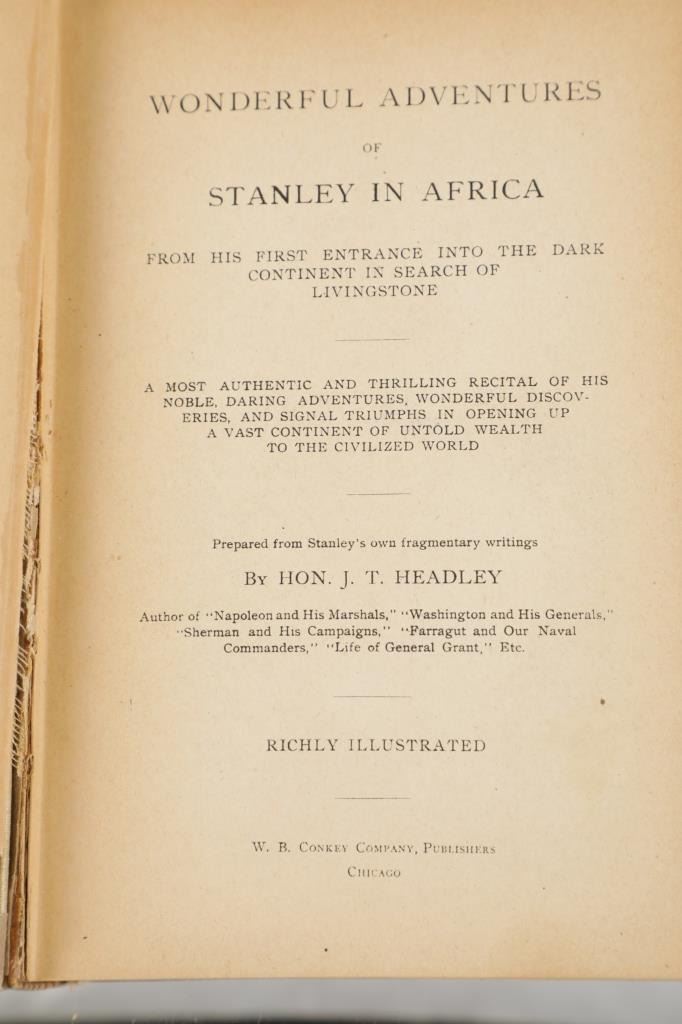 WONDERFUL ADVENTURES
OF
STANLEY IN AFRICA
FROM HIS FIRST ENTRANCE INTO THE DARK
CONTINENT IN SEARCH OF
LIVINGSTONE
A MOST AUTHENTIC AND THRILLING RECITAL OF HIS
NOBLE, DARING ADVENTURES, WONDERFUL DISCOV-
ERIES, AND SIGNAL TRIUMPHS IN OPENING UP
A VAST CONTINENT OF UNTOLD WEALTH
TO THE CIVILIZED WORLD
Prepared from Stanley's own fragmentary writings
BY HON. J. T. HEADLEY
Author of "Napoleon and His Marshals," "Washington and His Generals,"
"Sherman and His Campaigns," "Farragut and Our Naval
Commanders," "Life of General Grant," Etc.
RICHLY ILLUSTRATED
W. B. CONKEY COMPANY, PUBLISHERS
CHICAGO